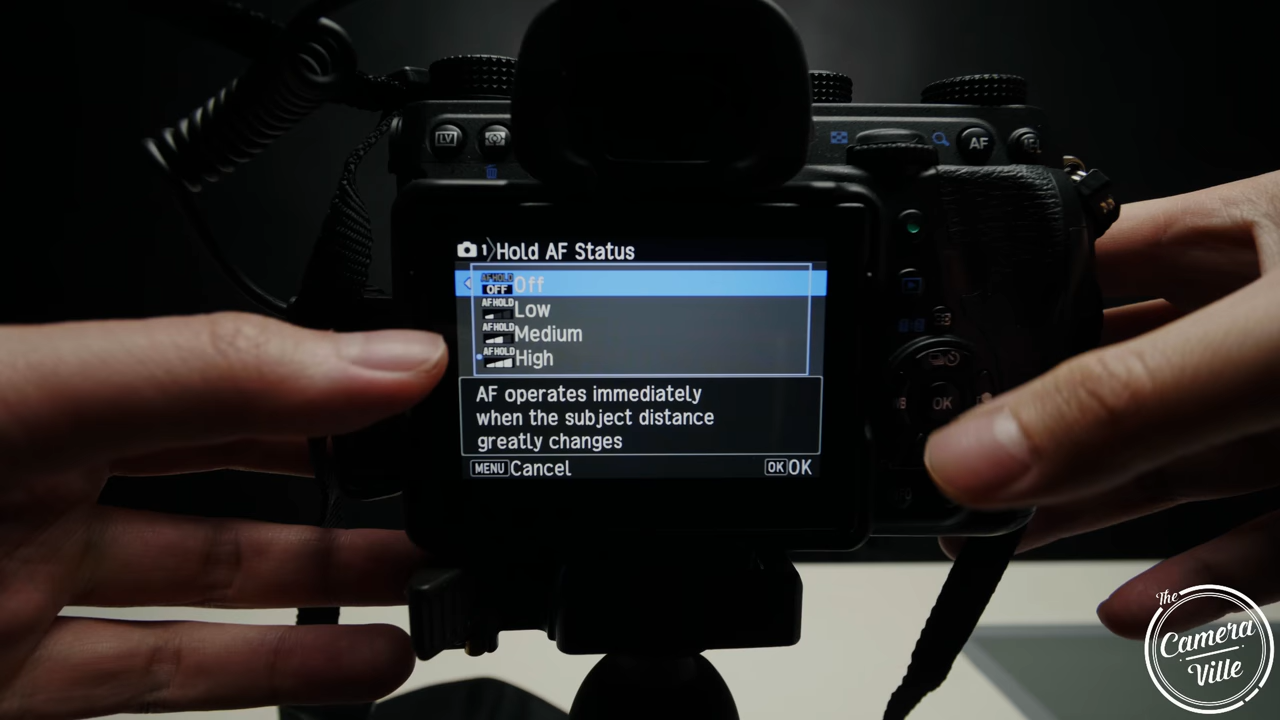 LV
AF
1 Hold AF Status
AF HOLD OFF Off
AF HOLD Low
AF HOLD Medium
AF HOLD High
AF operates immediately
when the subject distance
greatly changes
MENU Cancel
OK OK
OK
The
Camera
Ville